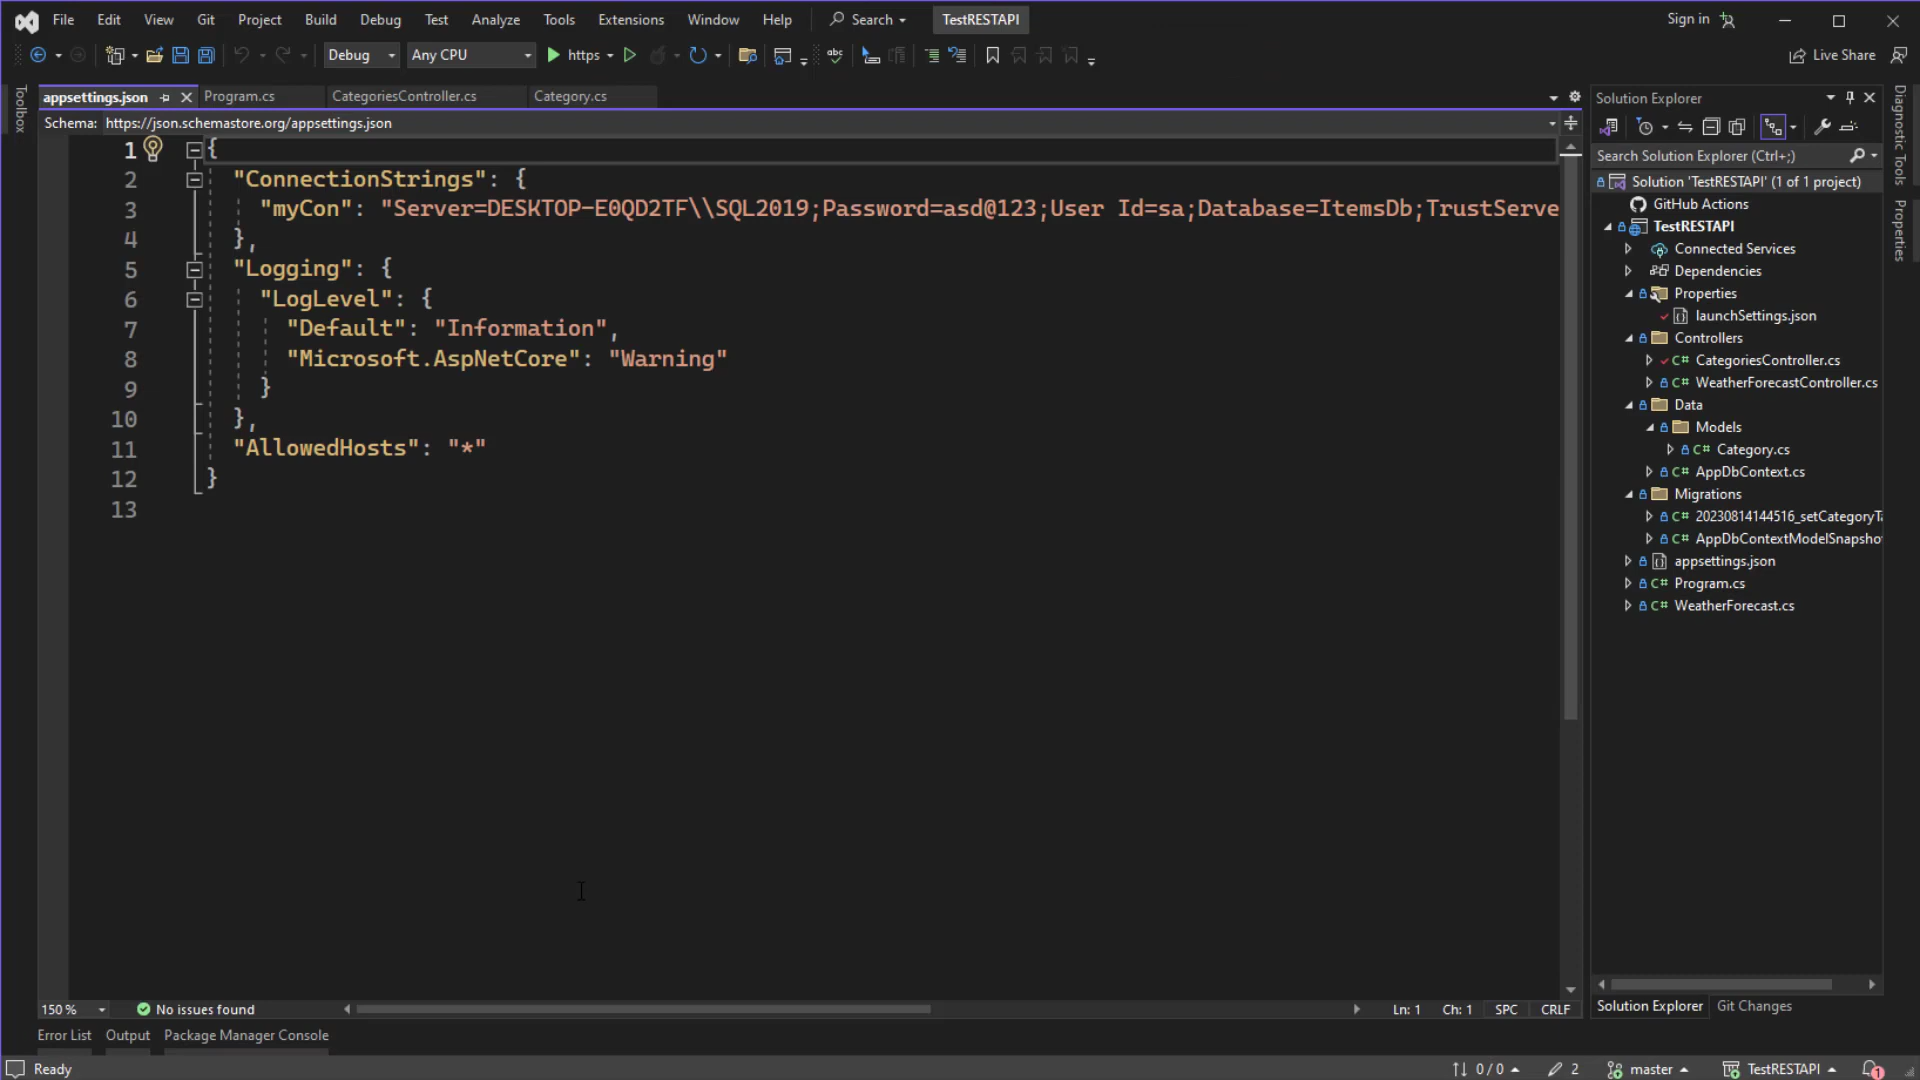 File Edit View Git Project Build Debug Test Analyze Tools Extensions Window Help Search TestRESTAPI Sign in
Debug Any CPU https Live Share
Toolbox
appsettings.json Program.cs CategoriesController.cs Category.cs
Schema: https://json.schemastore.org/appsettings.json
1 {
2 "ConnectionStrings": {
3 "myCon": "Server=DESKTOP-E0QD2TF\\SQL2019;Password=asd@123;User Id=sa;Database=ItemsDb;TrustServe
4 },
5 "Logging": {
6 "LogLevel": {
7 "Default": "Information",
8 "Microsoft.AspNetCore": "Warning"
9 }
10 },
11 "AllowedHosts": "*"
12 }
13
150 % No issues found Ln: 1 Ch: 1 SPC CRLF
Error List Output Package Manager Console
Solution Explorer
Search Solution Explorer (Ctrl+;)
Solution 'TestRESTAPI' (1 of 1 project)
GitHub Actions
TestRESTAPI
Connected Services
Dependencies
Properties
launchSettings.json
Controllers
C# CategoriesController.cs
C# WeatherForecastController.cs
Data
Models
C# Category.cs
C# AppDbContext.cs
Migrations
C# 20230814144516_setCategoryTa
C# AppDbContextModelSnapsho
appsettings.json
C# Program.cs
C# WeatherForecast.cs
Solution Explorer Git Changes
Diagnostic Tools
Properties
Ready 0 / 0 2 master TestRESTAPI 1